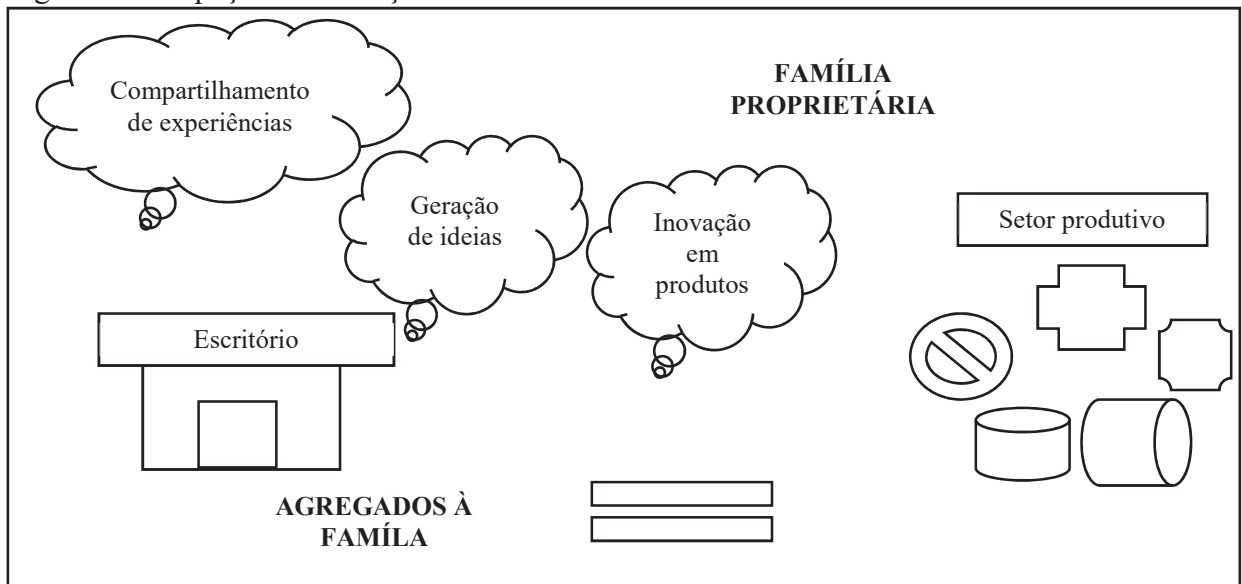 Compartilhamento
de experiências
FAMÍLIA
PROPRIETÁRIA
Geração
de ideias
Inovação
em
produtos
Setor produtivo
Escritório
AGREGADOS À
FAMÍLA